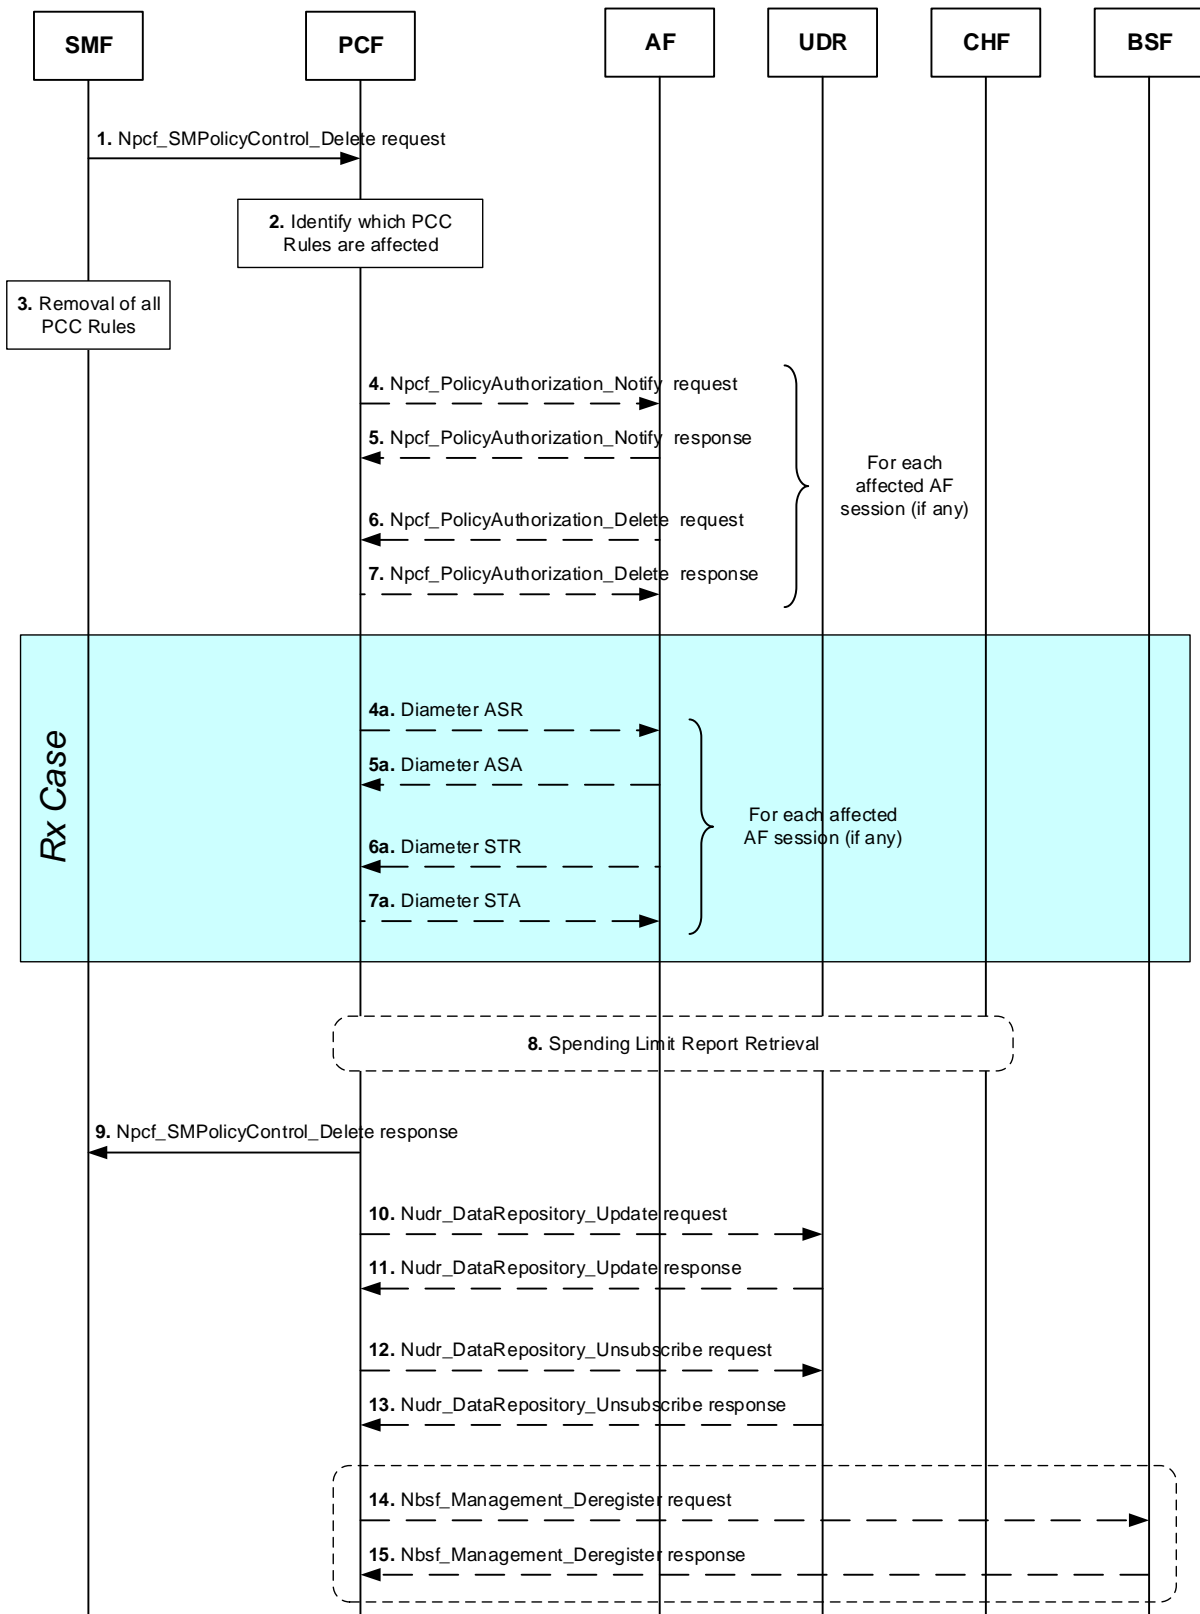 SMF
PCF
AF
UDR
CHF
BSF
1. Npcf_SMPolicyControl_Delete request
2. Identify which PCC
Rules are affected
3. Removal of all
PCC Rules
4. Npcf_PolicyAuthorization_Notify request
5. Npcf_PolicyAuthorization_Notify response
6. Npcf_PolicyAuthorization_Delete request
7. Npcf_PolicyAuthorization_Delete response
For each
affected AF
session (if any)
Rx Case
4a. Diameter ASR
5a. Diameter ASA
6a. Diameter STR
7a. Diameter STA
For each affected
AF session (if any)
8. Spending Limit Report Retrieval
9. Npcf_SMPolicyControl_Delete response
10. Nudr_DataRepository_Update request
11. Nudr_DataRepository_Update response
12. Nudr_DataRepository_Unsubscribe request
13. Nudr_DataRepository_Unsubscribe response
14. Nbsf_Management_Deregister request
15. Nbsf_Management_Deregister response